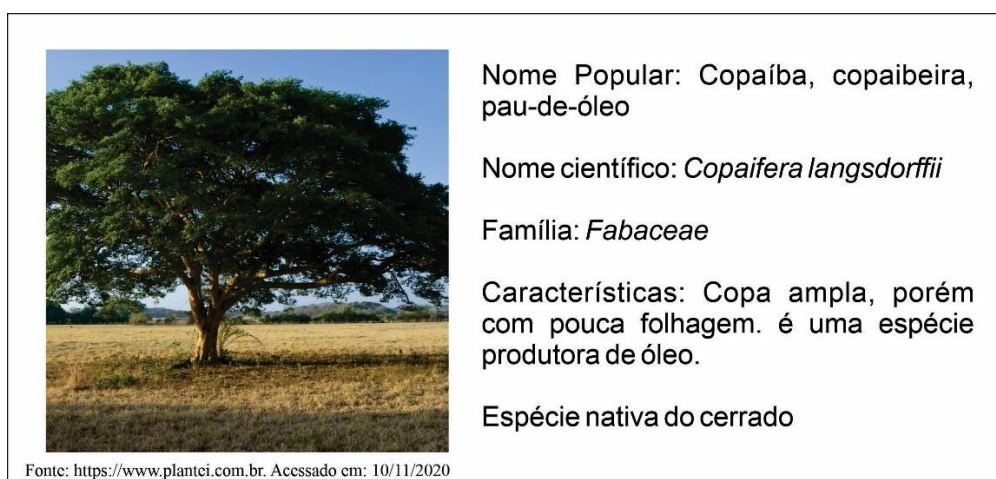 Nome Popular: Copaíba, copaibeira,
pau-de-óleo
Nome científico: Copaifera langsdorffii
Família: Fabaceae
Características: Copa ampla, porém
com pouca folhagem. é uma espécie
produtora de óleo.
Espécie nativa do cerrado
Fonte: https://www.plantei.com.br. Acessado em: 10/11/2020